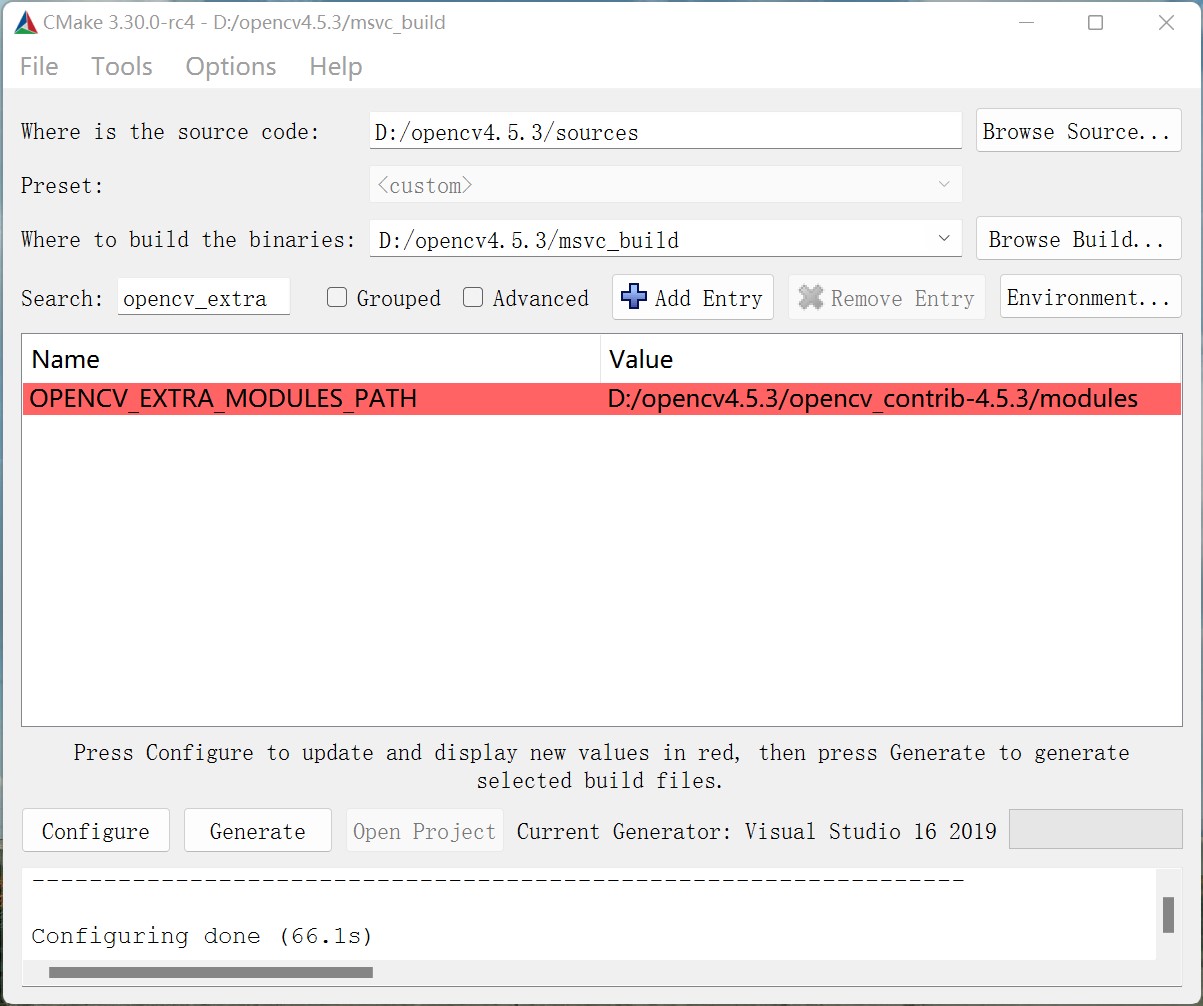 CMake 3.30.0-rc4 - D:/opencv4.5.3/msvc_build
File Tools Options Help
Where is the source code: D:/opencv4.5.3/sources Browse Source...
Preset: <custom>
Where to build the binaries: D:/opencv4.5.3/msvc_build Browse Build...
Search: opencv_extra Grouped Advanced Add Entry Remove Entry Environment...
Name Value
OPENCV_EXTRA_MODULES_PATH D:/opencv4.5.3/opencv_contrib-4.5.3/modules
Press Configure to update and display new values in red, then press Generate to generate
selected build files.
Configure Generate Open Project Current Generator: Visual Studio 16 2019
-----------------------------------------------------------------
Configuring done (66.1s)